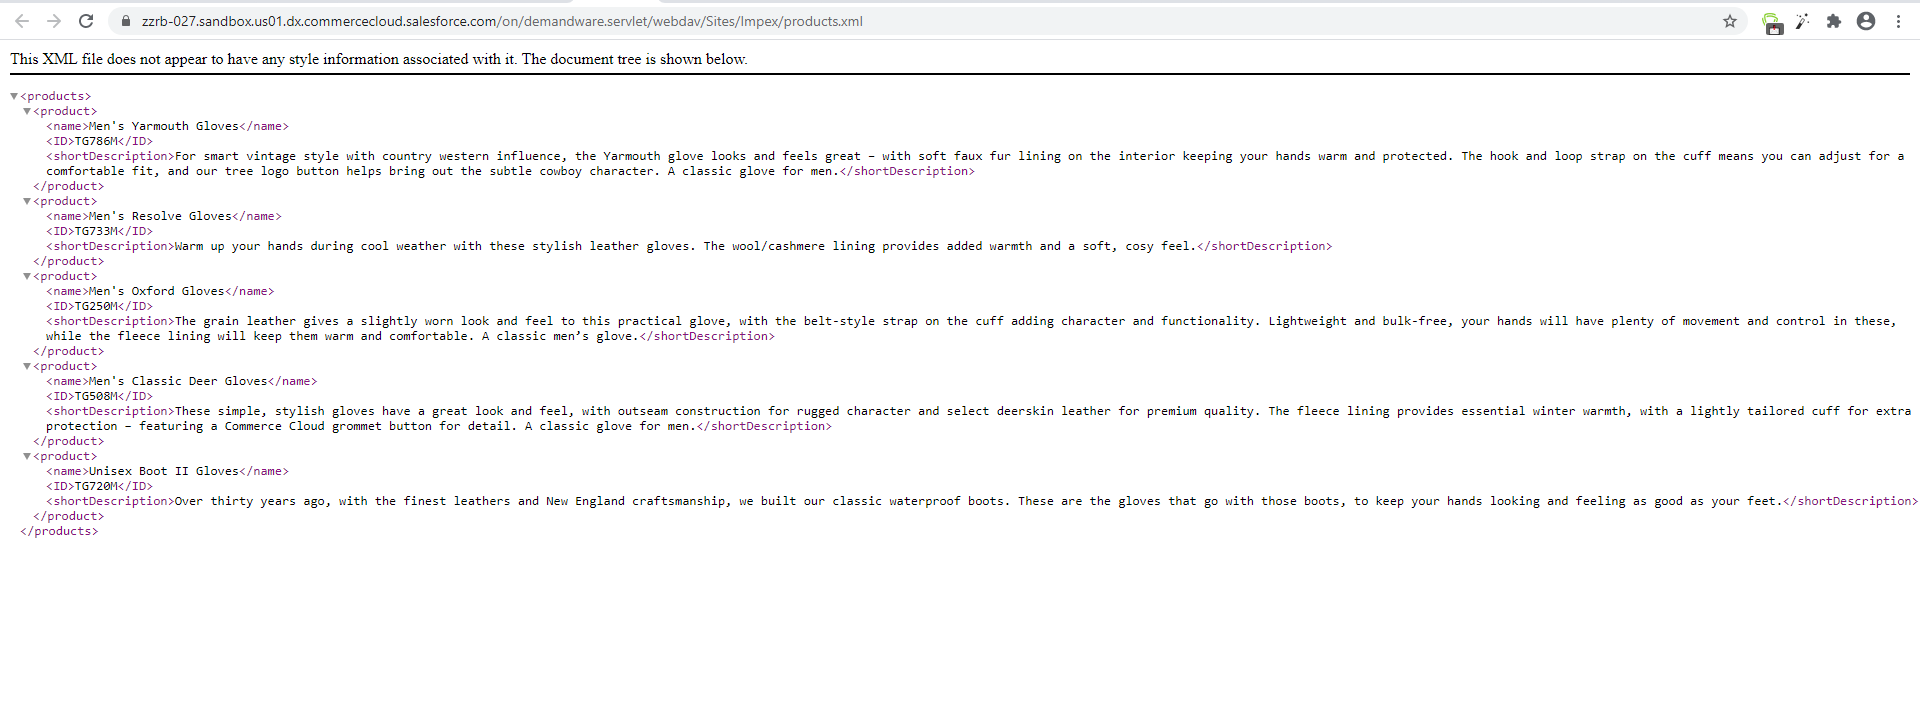 zzrb-027.sandbox.us01.dx.commercecloud.salesforce.com/on/demandware.servlet/webdav/Sites/Impex/products.xml
This XML file does not appear to have any style information associated with it. The document tree is shown below.
▼<products>
▼<product>
<name>Men's Yarmouth Gloves</name>
<ID>TG786M</ID>
<shortDescription>For smart vintage style with country western influence, the Yarmouth glove looks and feels great – with soft faux fur lining on the interior keeping your hands warm and protected. The hook and loop strap on the cuff means you can adjust for a
comfortable fit, and our tree logo button helps bring out the subtle cowboy character. A classic glove for men.</shortDescription>
</product>
▼<product>
<name>Men's Resolve Gloves</name>
<ID>TG733M</ID>
<shortDescription>Warm up your hands during cool weather with these stylish leather gloves. The wool/cashmere lining provides added warmth and a soft, cosy feel.</shortDescription>
</product>
▼<product>
<name>Men's Oxford Gloves</name>
<ID>TG250M</ID>
<shortDescription>The grain leather gives a slightly worn look and feel to this practical glove, with the belt-style strap on the cuff adding character and functionality. Lightweight and bulk-free, your hands will have plenty of movement and control in these,
while the fleece lining will keep them warm and comfortable. A classic men’s glove.</shortDescription>
</product>
▼<product>
<name>Men's Classic Deer Gloves</name>
<ID>TG508M</ID>
<shortDescription>These simple, stylish gloves have a great look and feel, with outseam construction for rugged character and select deerskin leather for premium quality. The fleece lining provides essential winter warmth, with a lightly tailored cuff for extra
protection – featuring a Commerce Cloud grommet button for detail. A classic glove for men.</shortDescription>
</product>
▼<product>
<name>Unisex Boot II Gloves</name>
<ID>TG720M</ID>
<shortDescription>Over thirty years ago, with the finest leathers and New England craftsmanship, we built our classic waterproof boots. These are the gloves that go with those boots, to keep your hands looking and feeling as good as your feet.</shortDescription>
</product>
</products>